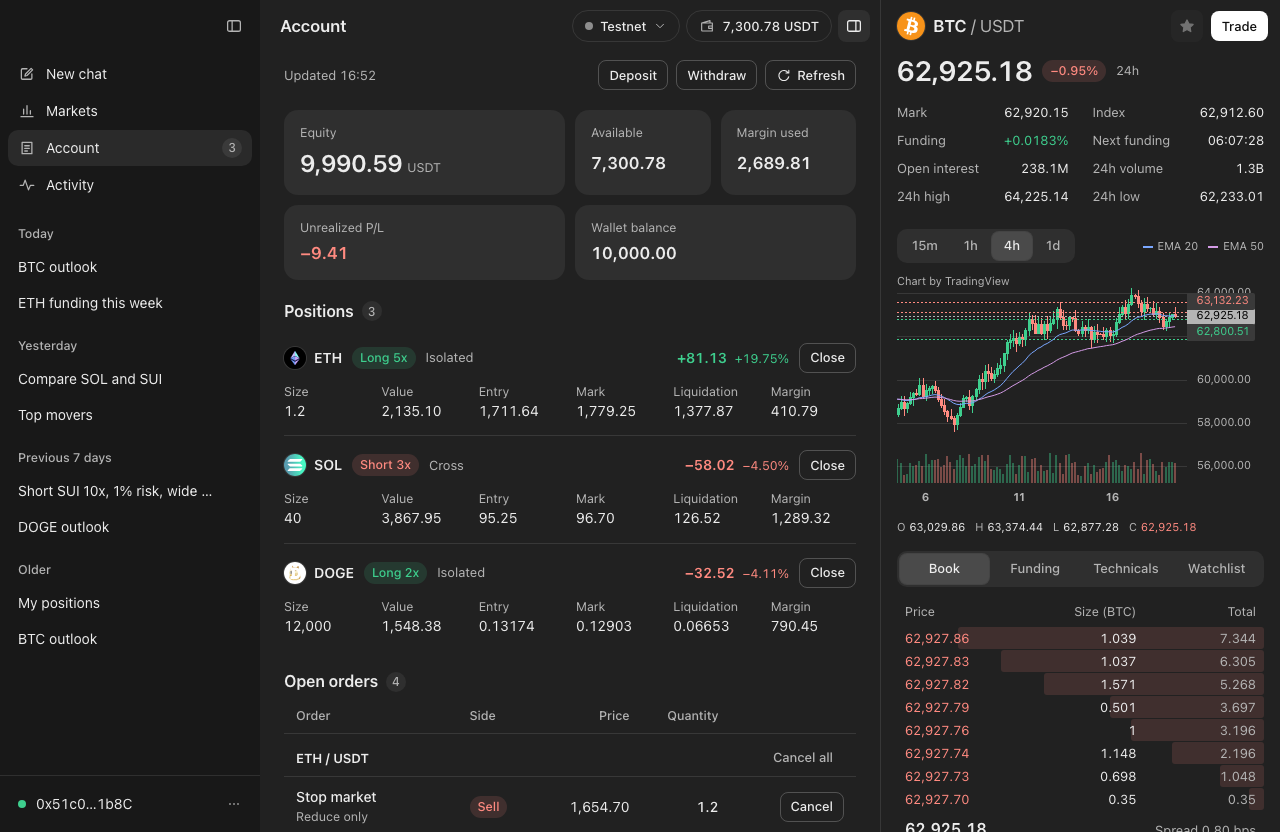 New chat
Markets
Account 3
Activity
Today
BTC outlook
ETH funding this week
Yesterday
Compare SOL and SUI
Top movers
Previous 7 days
Short SUI 10x, 1% risk, wide ...
DOGE outlook
Older
My positions
BTC outlook
0x51c0...1b8C ...
Account Testnet 7,300.78 USDT
Updated 16:52 Deposit Withdraw Refresh
Equity Available Margin used
9,990.59 USDT 7,300.78 2,689.81
Unrealized P/L Wallet balance
−9.41 10,000.00
Positions 3
ETH Long 5x Isolated +81.13 +19.75% Close
Size Value Entry Mark Liquidation Margin
1.2 2,135.10 1,711.64 1,779.25 1,377.87 410.79
SOL Short 3x Cross −58.02 −4.50% Close
Size Value Entry Mark Liquidation Margin
40 3,867.95 95.25 96.70 126.52 1,289.32
DOGE Long 2x Isolated −32.52 −4.11% Close
Size Value Entry Mark Liquidation Margin
12,000 1,548.38 0.13174 0.12903 0.06653 790.45
Open orders 4
Order Side Price Quantity
ETH / USDT Cancel all
Stop market Sell 1,654.70 1.2 Cancel
Reduce only
BTC / USDT Trade
62,925.18 −0.95% 24h
Mark 62,920.15 Index 62,912.60
Funding +0.0183% Next funding 06:07:28
Open interest 238.1M 24h volume 1.3B
24h high 64,225.14 24h low 62,233.01
15m 1h 4h 1d EMA 20 EMA 50
Chart by TradingView
64,000.00
63,132.23
62,925.18
62,800.51
60,000.00
58,000.00
56,000.00
6 11 16
O 63,029.86 H 63,374.44 L 62,877.28 C 62,925.18
Book Funding Technicals Watchlist
Price Size (BTC) Total
62,927.86 1.039 7.344
62,927.83 1.037 6.305
62,927.82 1.571 5.268
62,927.79 0.501 3.697
62,927.76 1 3.196
62,927.74 1.148 2.196
62,927.73 0.698 1.048
62,927.70 0.35 0.35
62,925.18 Spread 0.80 bps